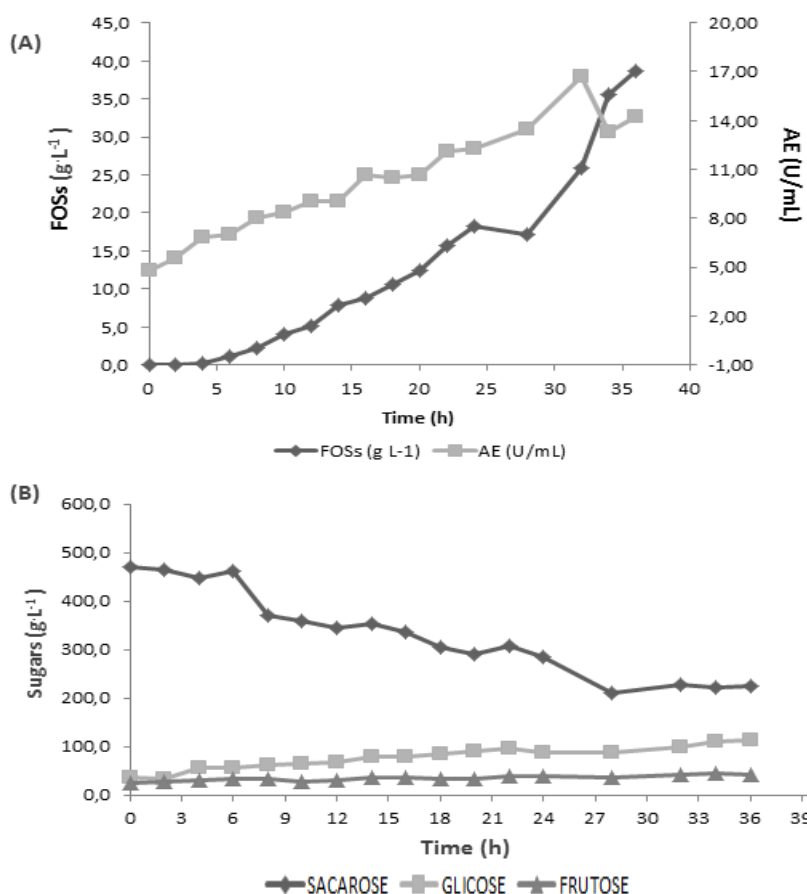 (A)
45,0
40,0
35,0
30,0
25,0
20,0
15,0
10,0
5,0
0,0
FOSs (g·L-1)
20,00
17,00
14,00
11,00
8,00
5,00
2,00
-1,00
AE (U/mL)
0 5 10 15 20 25 30 35 40
Time (h)
FOSs (g L-1) AE (U/mL)
(B)
600,0
500,0
400,0
300,0
200,0
100,0
0,0
Sugars (g·L-1)
0 3 6 9 12 15 18 21 24 27 30 33 36 39
Time (h)
SACAROSE GLICOSE FRUTOSE